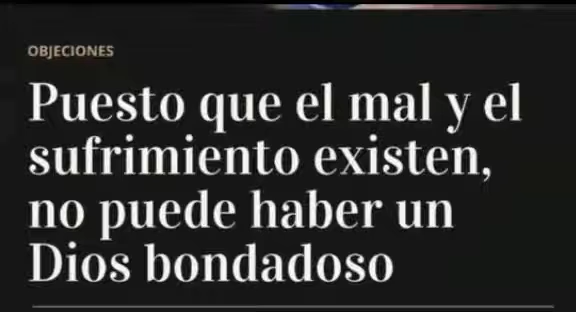 OBJECIONES
Puesto que el mal y el
sufrimiento existen,
no puede haber un
Dios bondadoso